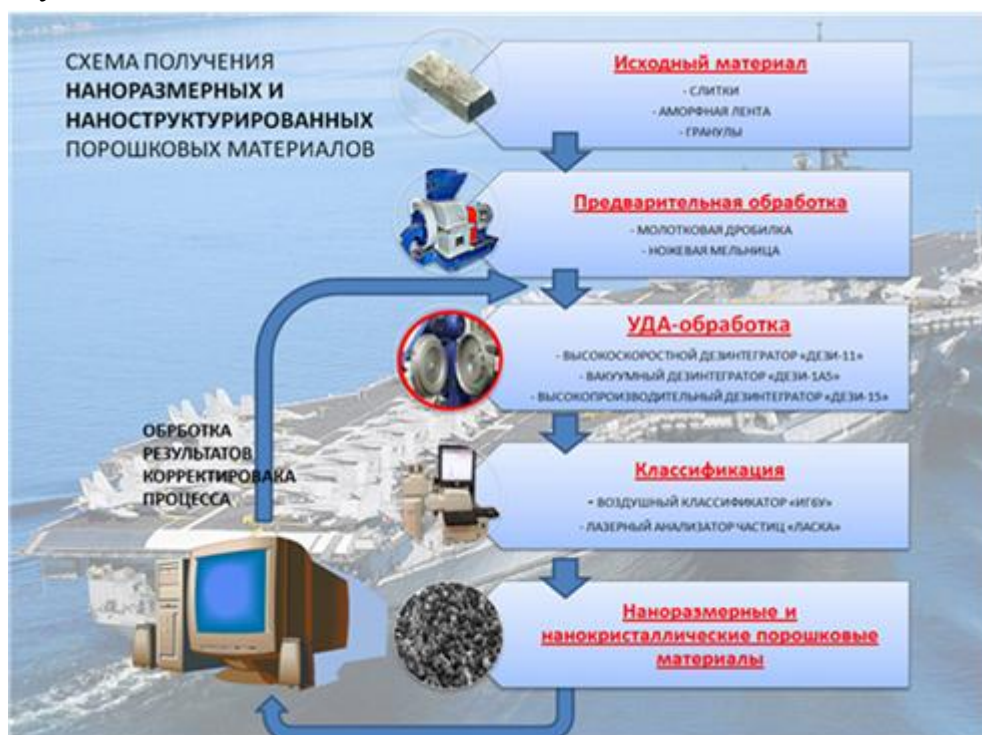 СХЕМА ПОЛУЧЕНИЯ
НАНОРАЗМЕРНЫХ И
НАНОСТРУКТУРИРОВАННЫХ
ПОРОШКОВЫХ МАТЕРИАЛОВ
Исходный материал
- СЛИТКИ
- АМОРФНАЯ ЛЕНТА
- ГРАНУЛЫ
Предварительная обработка
- МОЛОТКОВАЯ ДРОБИЛКА
- НОЖЕВАЯ МЕЛЬНИЦА
УДА-обработка
- ВЫСОКОСКОРОСТНОЙ ДЕЗИНТЕГРАТОР «ДЕЗИ-11»
- ВАКУУМНЫЙ ДЕЗИНТЕГРАТОР «ДЕЗИ-1А5»
- ВЫСОКОПРОИЗВОДИТЕЛЬНЫЙ ДЕЗИНТЕГРАТОР «ДЕЗИ-15»
ОБРБОТКА
РЕЗУЛЬТАТОВ
КОРРЕКТИРОВАКА
ПРОЦЕССА
Классификация
- ВОЗДУШНЫЙ КЛАССИФИКАТОР «ИГБУ»
- ЛАЗЕРНЫЙ АНАЛИЗАТОР ЧАСТИЦ «ЛАСКА»
Наноразмерные и
нанокристаллические порошковые
материалы